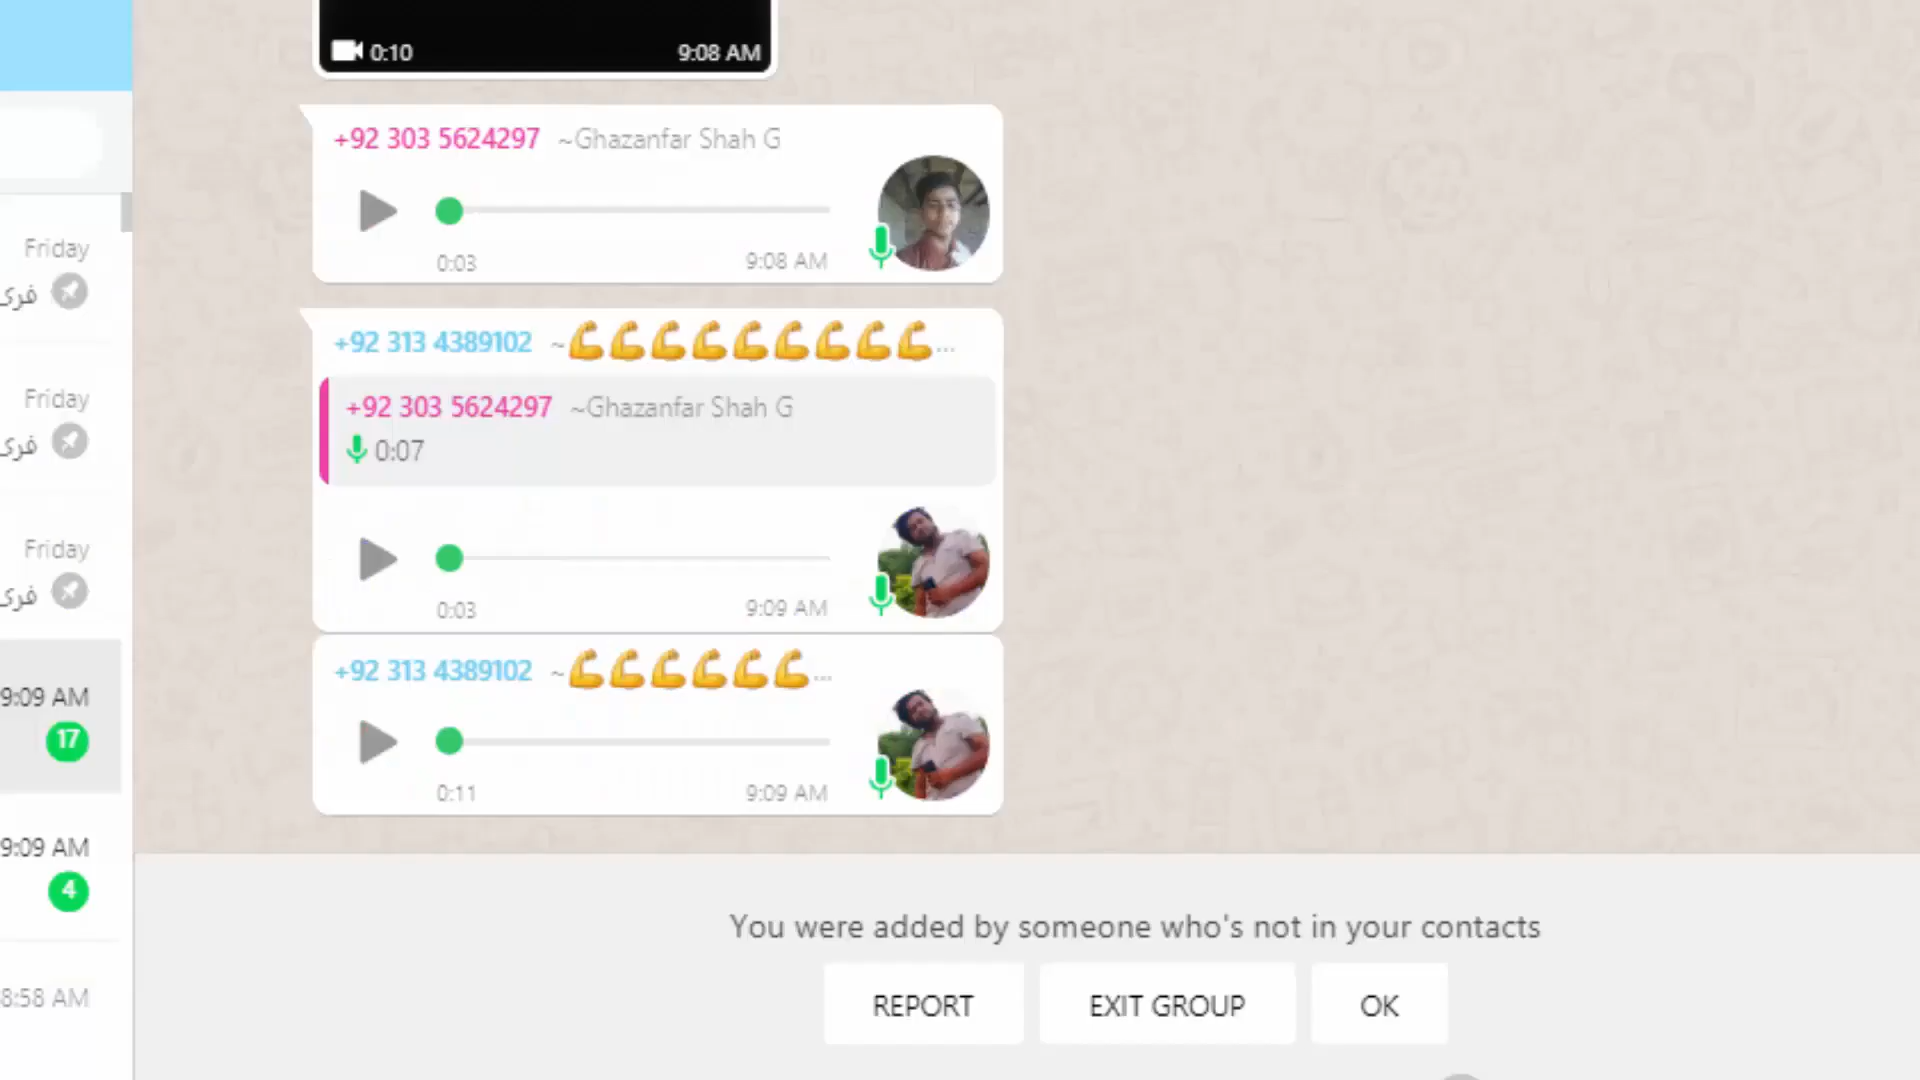 0:10 9:08 AM
+92 303 5624297 ~Ghazanfar Shah G
0:03 9:08 AM
+92 313 4389102 ~💪💪💪💪💪💪💪💪💪...
+92 303 5624297 ~Ghazanfar Shah G
0:07
0:03 9:09 AM
+92 313 4389102 ~💪💪💪💪💪💪...
0:11 9:09 AM
You were added by someone who's not in your contacts
REPORT EXIT GROUP OK
Friday
فری
Friday
فری
Friday
فری
9:09 AM
17
9:09 AM
4
8:58 AM